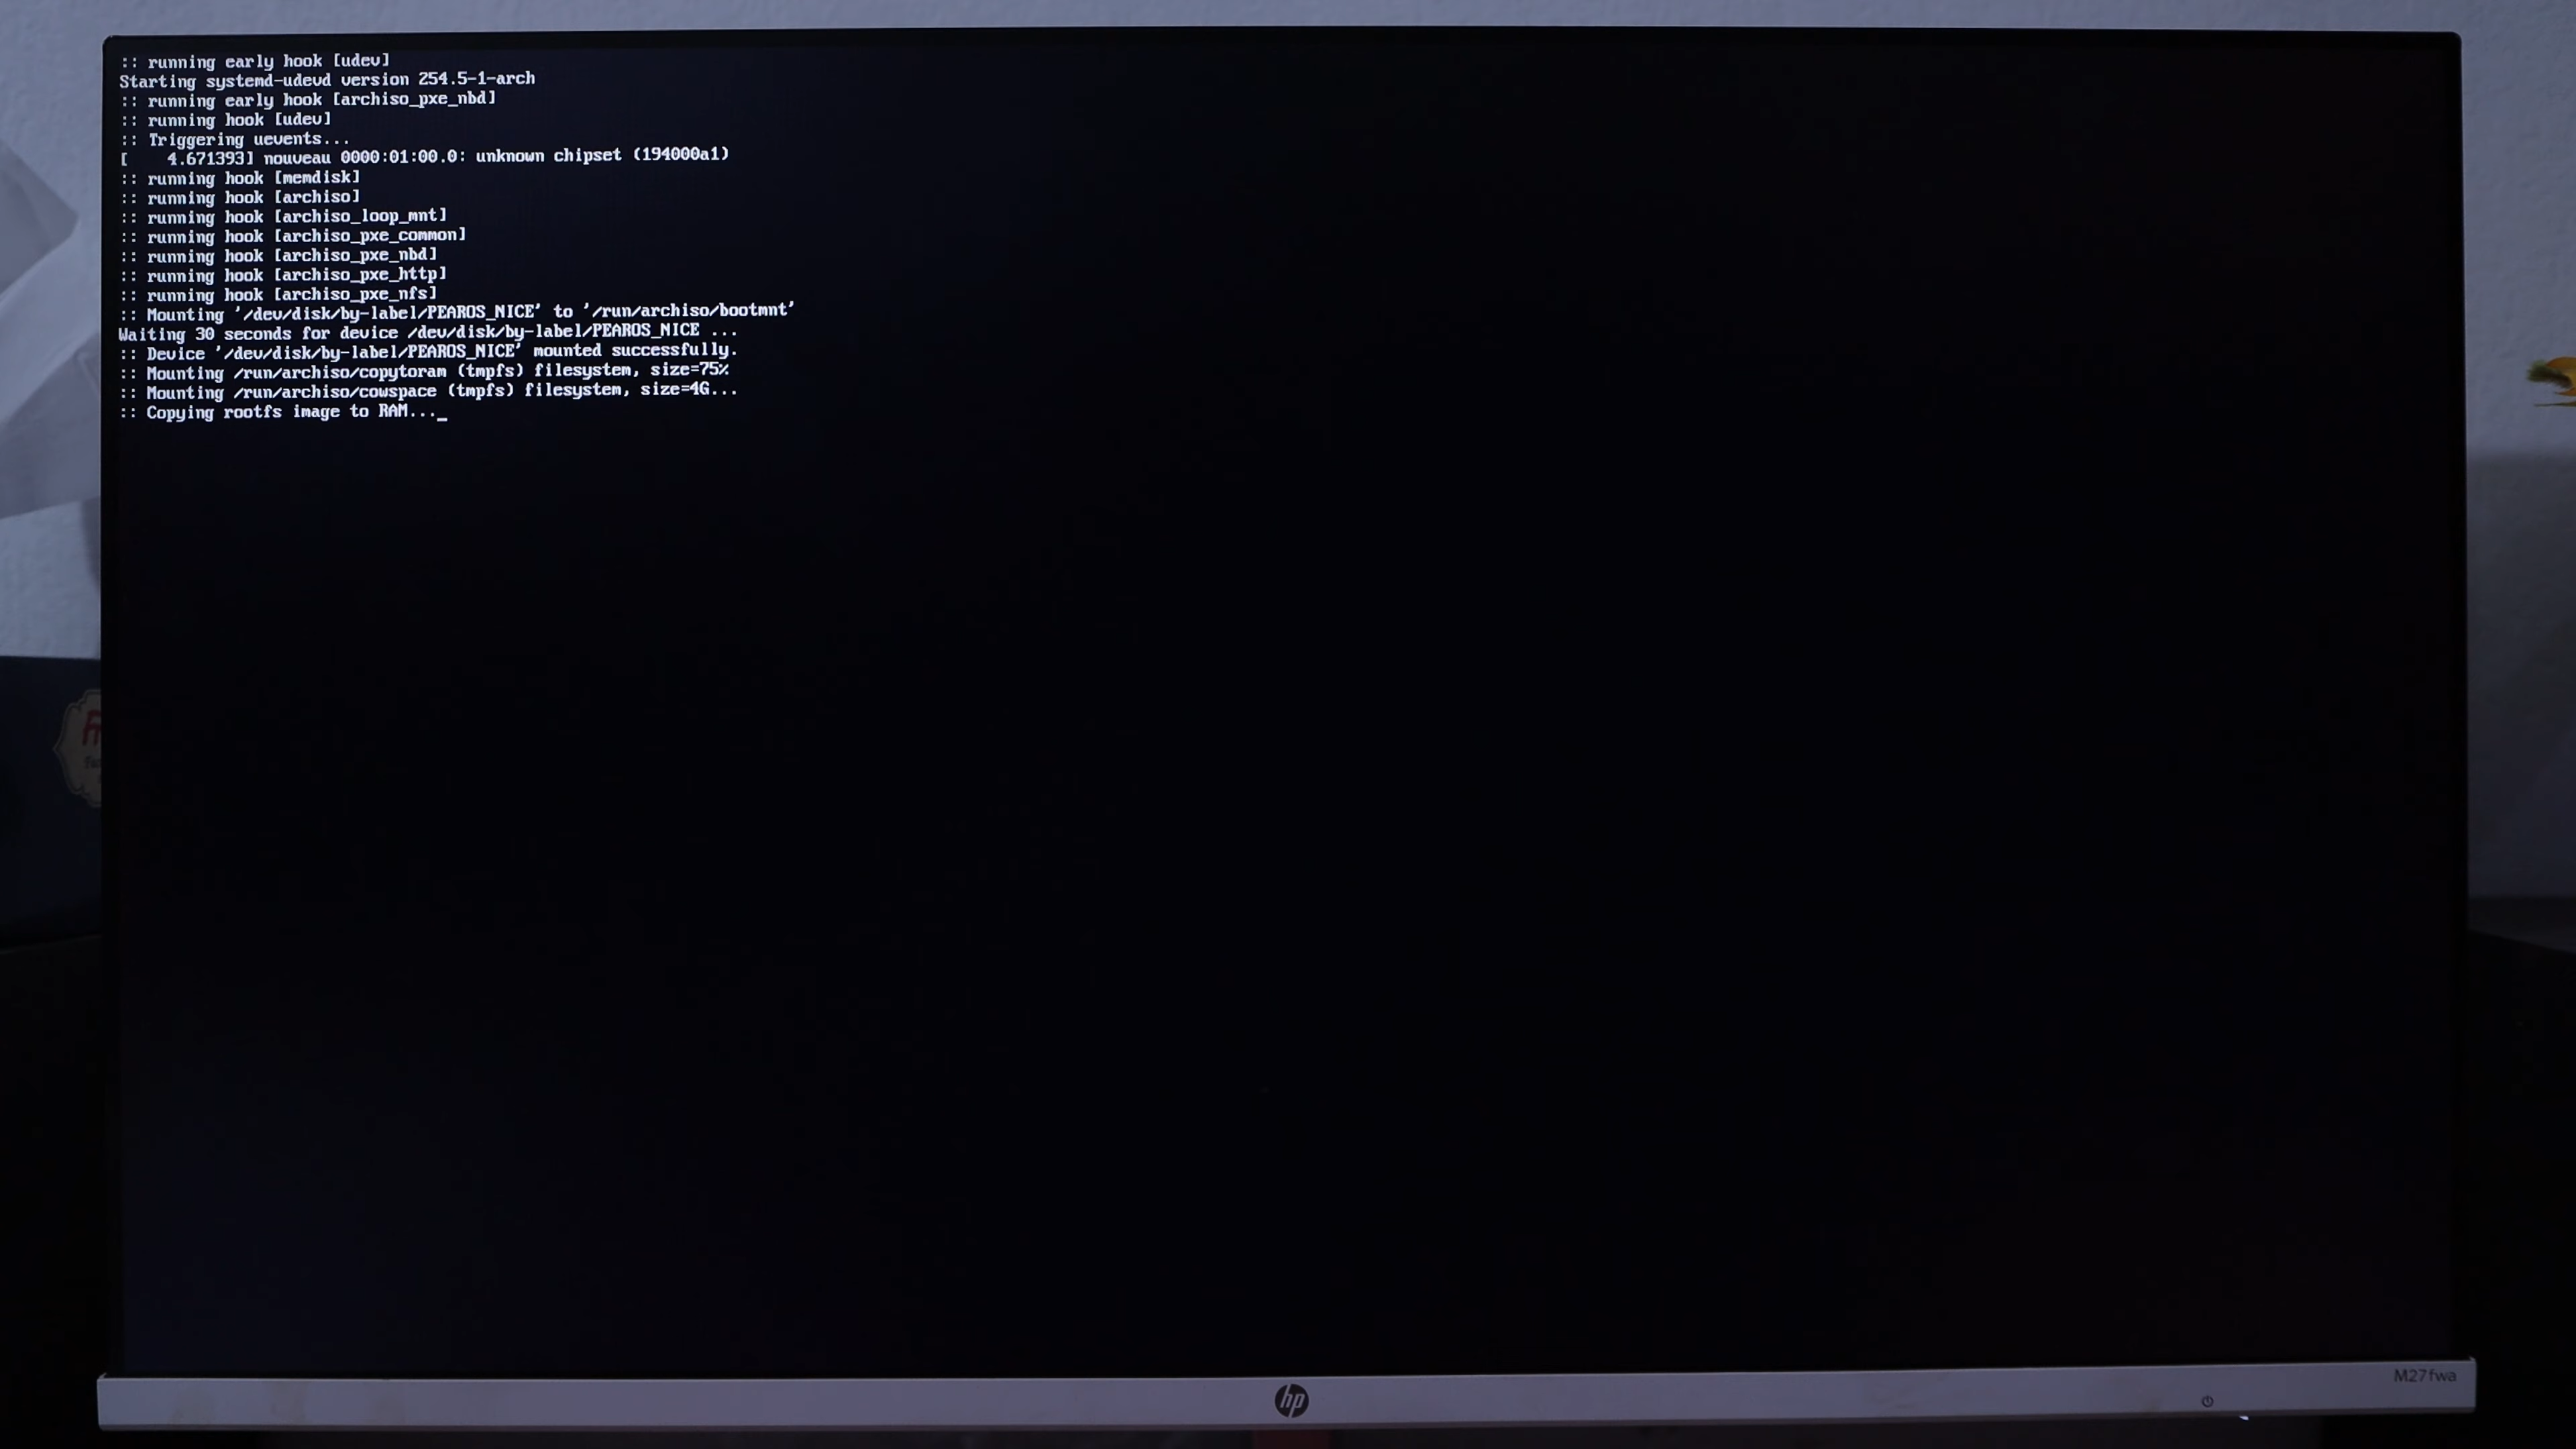 :: running early hook [udev]
Starting systemd-udevd version 254.5-1-arch
:: running early hook [archiso_pxe_nbd]
:: running hook [udev]
:: Triggering uevents...
[    4.671393] nouveau 0000:01:00.0: unknown chipset (194000a1)
:: running hook [memdisk]
:: running hook [archiso]
:: running hook [archiso_loop_mnt]
:: running hook [archiso_pxe_common]
:: running hook [archiso_pxe_nbd]
:: running hook [archiso_pxe_http]
:: running hook [archiso_pxe_nfs]
:: Mounting '/dev/disk/by-label/PEAROS_NICE' to '/run/archiso/bootmnt'
Waiting 30 seconds for device /dev/disk/by-label/PEAROS_NICE ...
:: Device '/dev/disk/by-label/PEAROS_NICE' mounted successfully.
:: Mounting /run/archiso/copytoram (tmpfs) filesystem, size=75%
:: Mounting /run/archiso/cowspace (tmpfs) filesystem, size=4G...
:: Copying rootfs image to RAM..._
M27fwa
hp